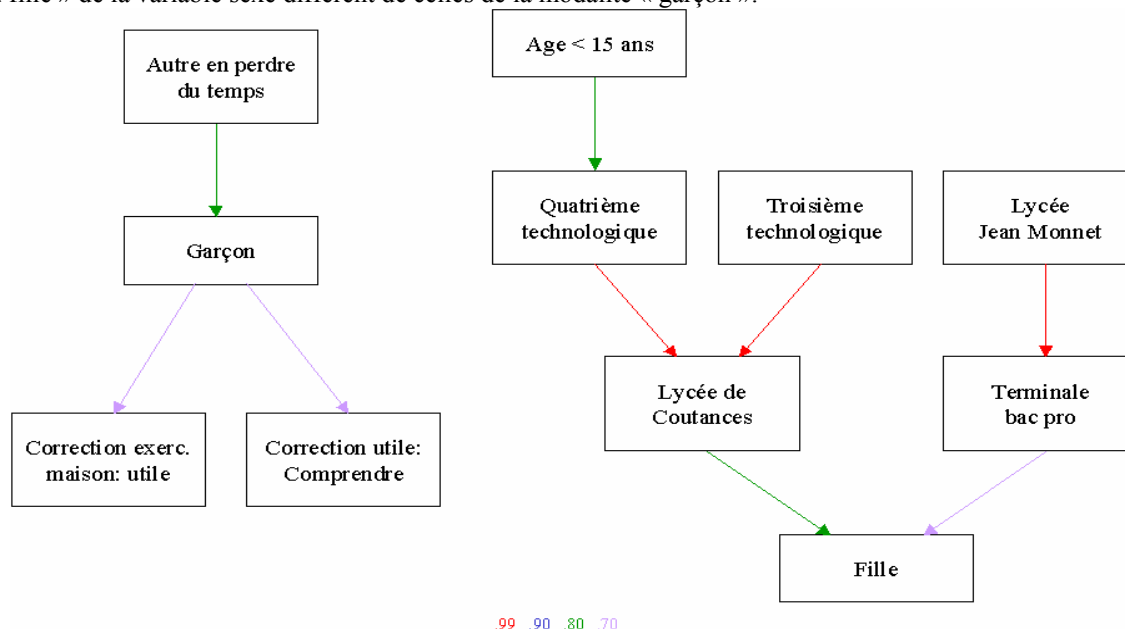 fille » de la variable sexe diffèrent de celles de la modalité « garçon ».
Autre en perdre
du temps
Age < 15 ans
Quatrième
technologique
Troisième
technologique
Lycée
Jean Monnet
Garçon
Lycée de
Coutances
Terminale
bac pro
Correction exerc.
maison: utile
Correction utile:
Comprendre
Fille
.99 .90 .80 .70